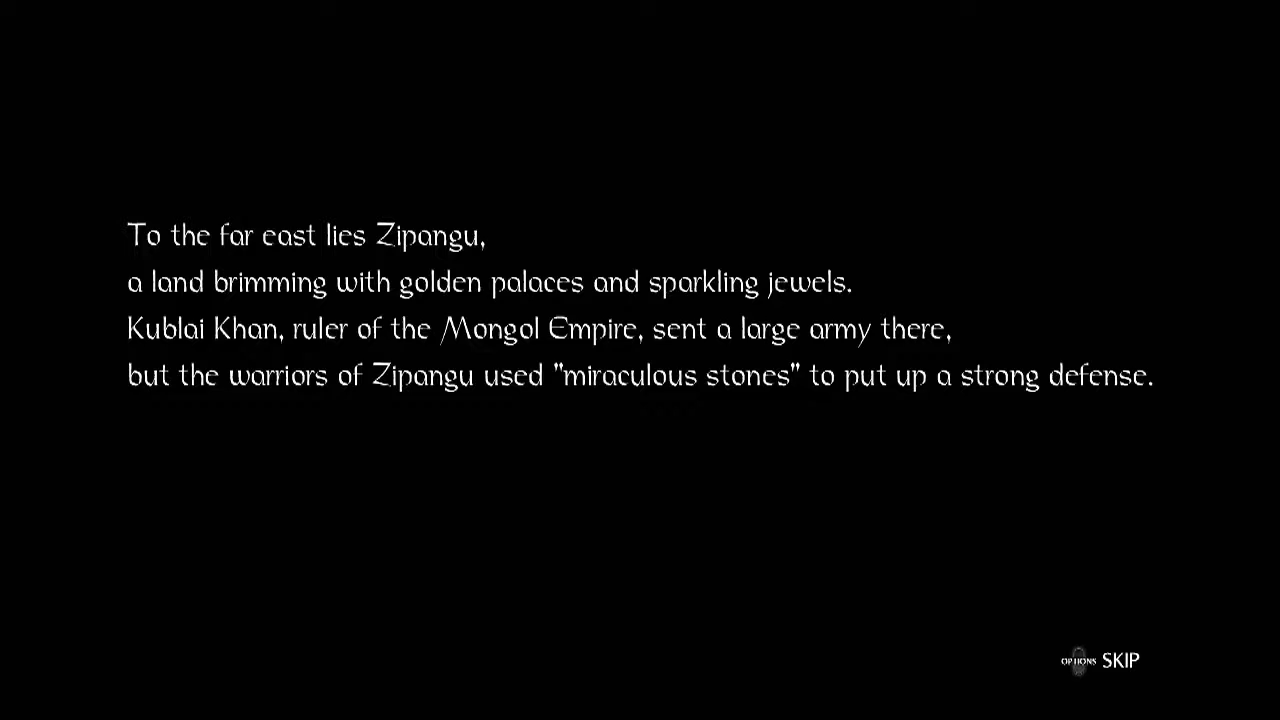 To the far east lies Zipangu,
a land brimming with golden palaces and sparkling jewels.
Kublai Khan, ruler of the Mongol Empire, sent a large army there,
but the warriors of Zipangu used "miraculous stones" to put up a strong defense.
OPTIONS SKIP